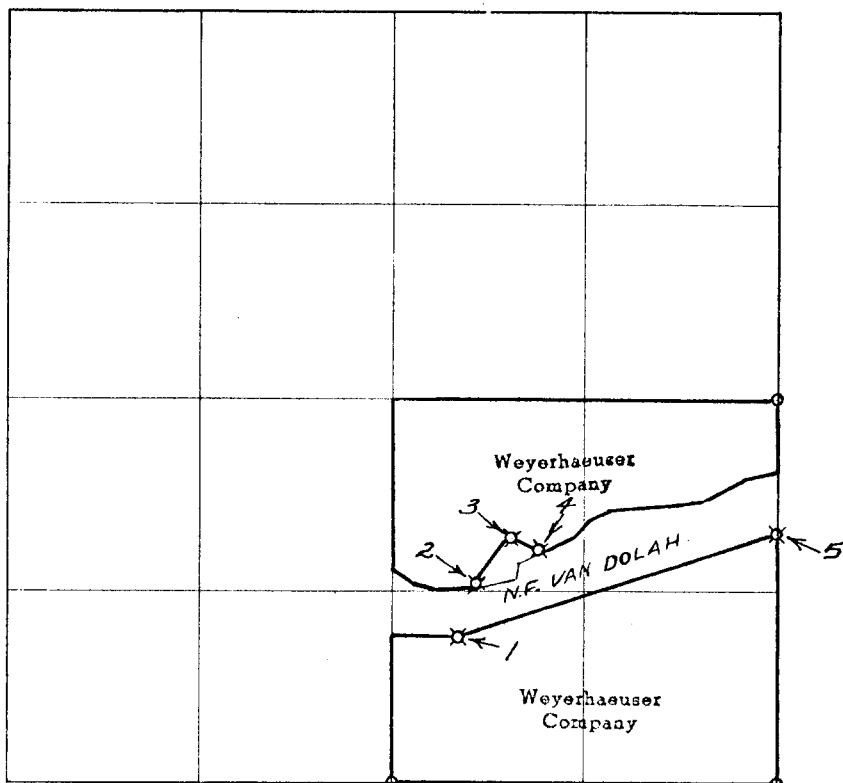 Weyerhaeuser
Company
3
4
2
5
N.F. VAN DOLAH
1
Weyerhaeuser
Company